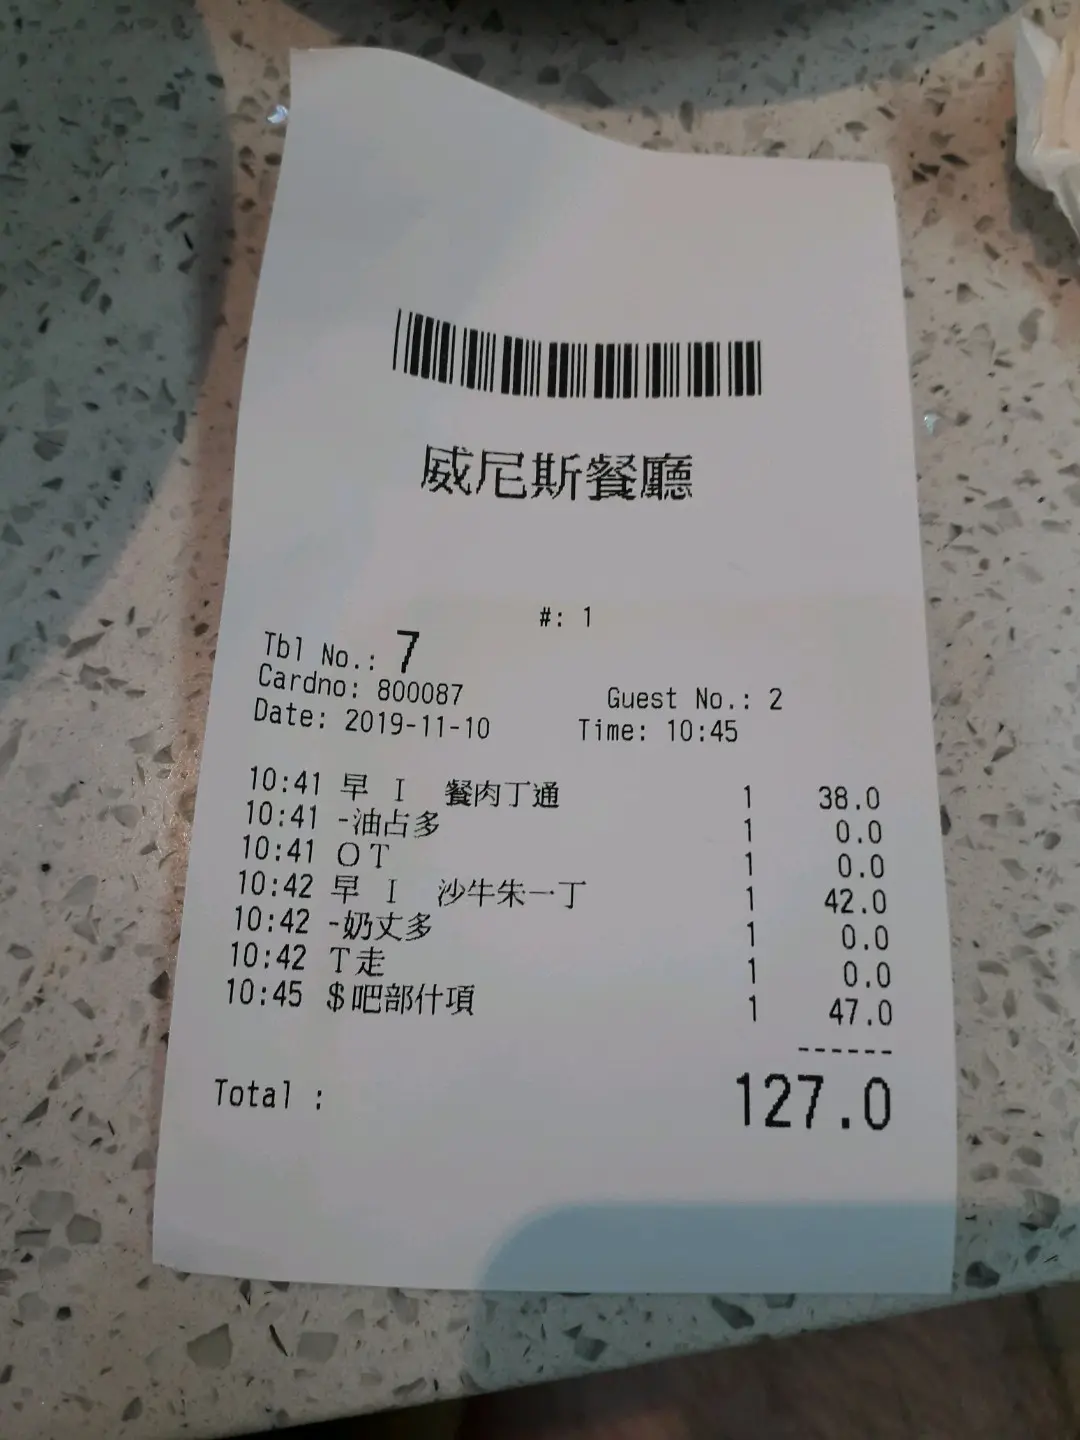 威尼斯餐廳
#: 1
Tbl No.: 7
Cardno: 800087 Guest No.: 2
Date: 2019-11-10 Time: 10:45
10:41 早 I 餐肉丁通 1 38.0
10:41 -油占多 1 0.0
10:41 OT 1 0.0
10:42 早 I 沙牛朱一丁 1 42.0
10:42 -奶丈多 1 0.0
10:42 T走 1 0.0
10:45 $吧部什項 1 47.0
------
Total : 127.0